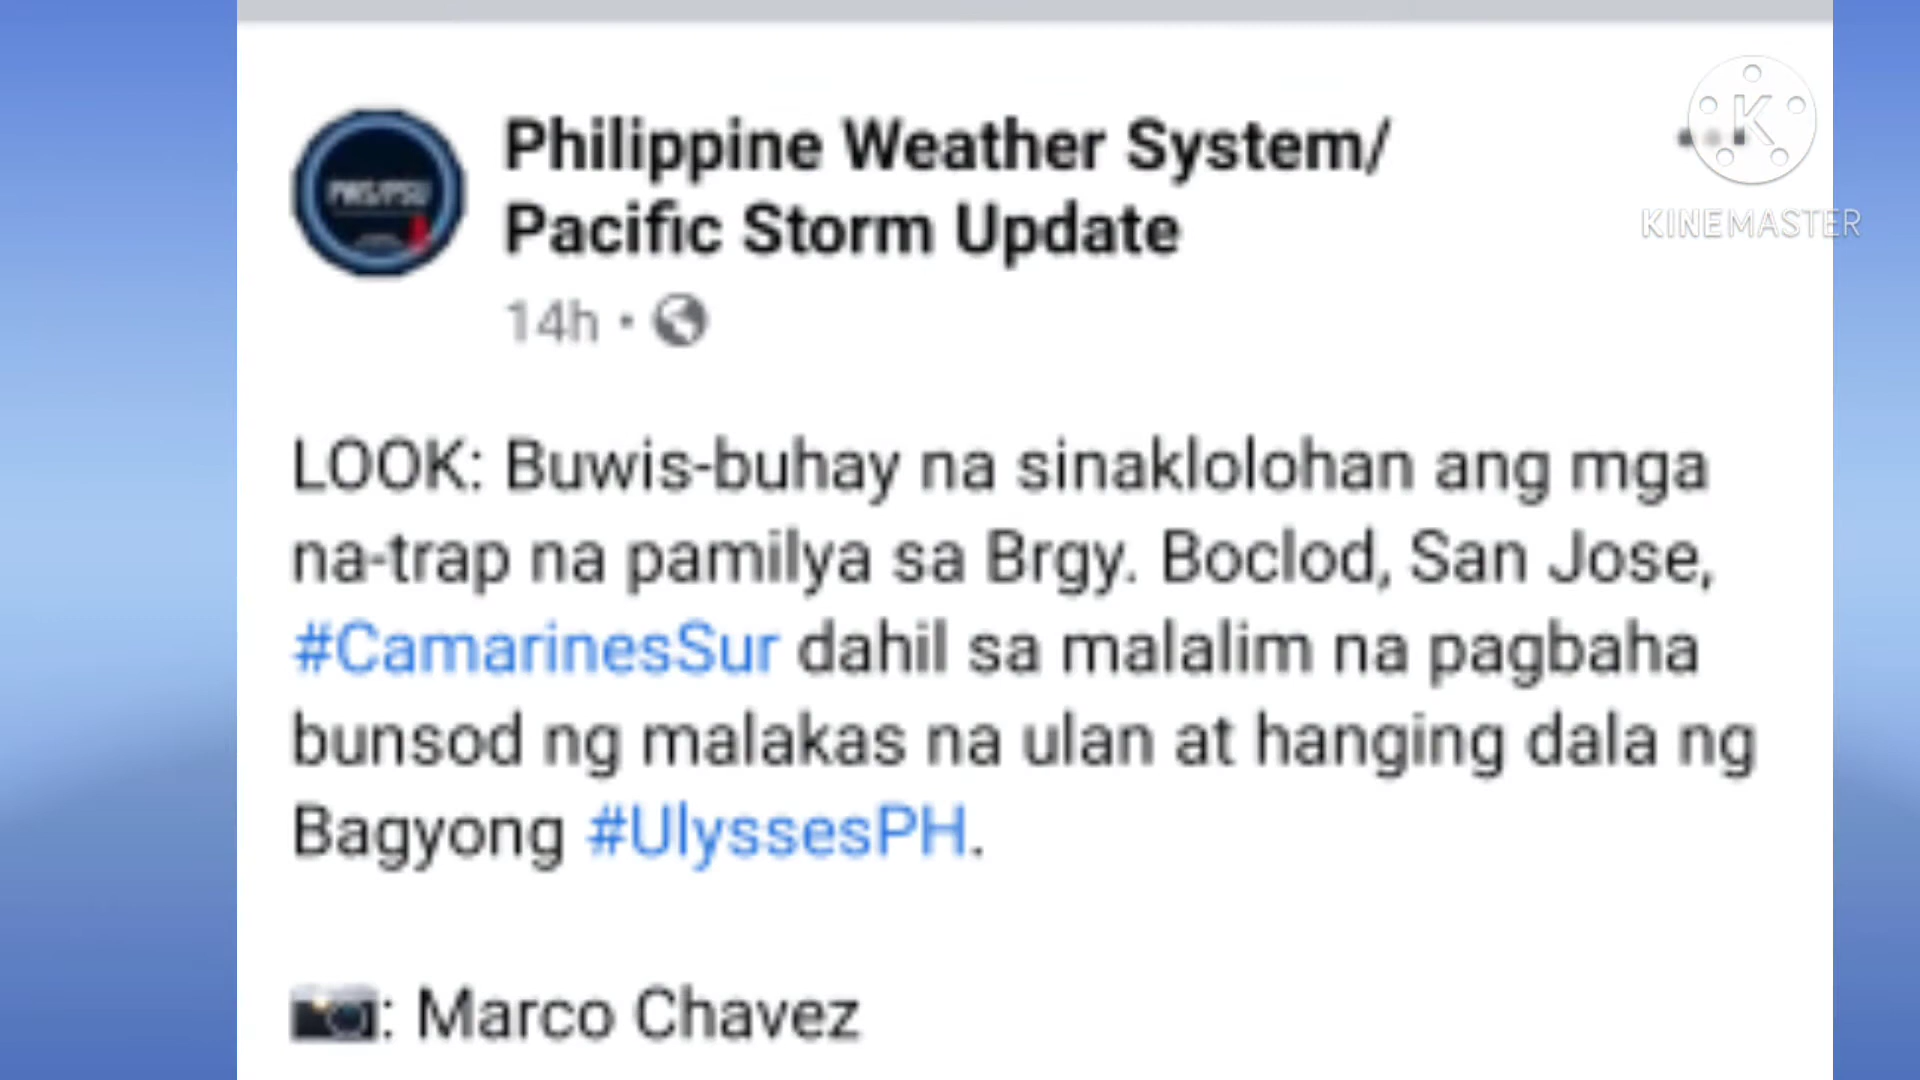 Philippine Weather System/
Pacific Storm Update
14h
LOOK: Buwis-buhay na sinaklolohan ang mga
na-trap na pamilya sa Brgy. Boclod, San Jose,
#CamarinesSur dahil sa malalim na pagbaha
bunsod ng malakas na ulan at hanging dala ng
Bagyong #UlyssesPH.
: Marco Chavez
K
KINEMASTER
PWS/PSU